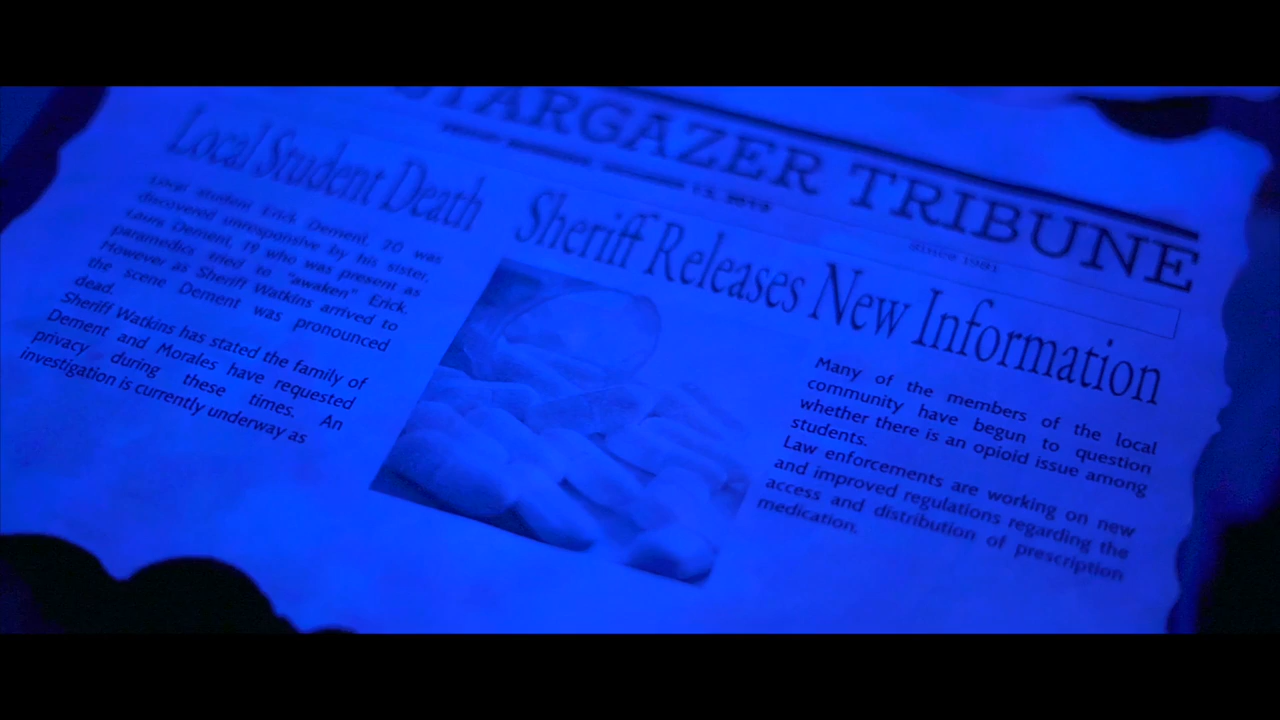 STARGAZER TRIBUNE
13, 2019
Since 1981
Local Student Death
Local student Erick Dement, 20 was
discovered unresponsive by his sister,
Laura Dement, 19 who was present as
paramedics tried to "awaken" Erick.
However as Sheriff Watkins arrived to
the scene Dement was pronounced
dead.
Sheriff Watkins has stated the family of
Dement and Morales have requested
privacy during these times. An
investigation is currently underway as
Sheriff Releases New Information
Many of the members of the local
community have begun to question
whether there is an opioid issue among
students.
Law enforcements are working on new
and improved regulations regarding the
access and distribution of prescription
medication.